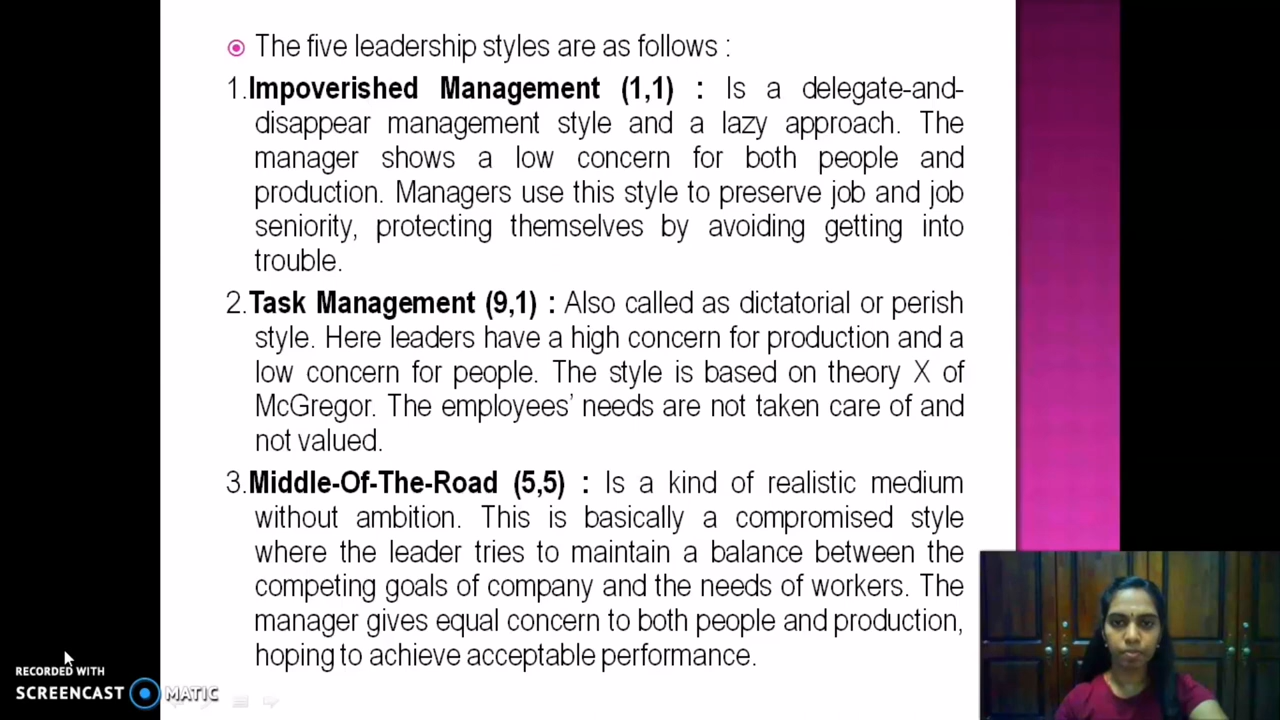 The five leadership styles are as follows :
1.Impoverished Management (1,1) : Is a delegate-and-
disappear management style and a lazy approach. The
manager shows a low concern for both people and
production. Managers use this style to preserve job and job
seniority, protecting themselves by avoiding getting into
trouble.
2.Task Management (9,1) : Also called as dictatorial or perish
style. Here leaders have a high concern for production and a
low concern for people. The style is based on theory X of
McGregor. The employees’ needs are not taken care of and
not valued.
3.Middle-Of-The-Road (5,5) : Is a kind of realistic medium
without ambition. This is basically a compromised style
where the leader tries to maintain a balance between the
competing goals of company and the needs of workers. The
manager gives equal concern to both people and production,
hoping to achieve acceptable performance.
RECORDED WITH
SCREENCAST MATIC